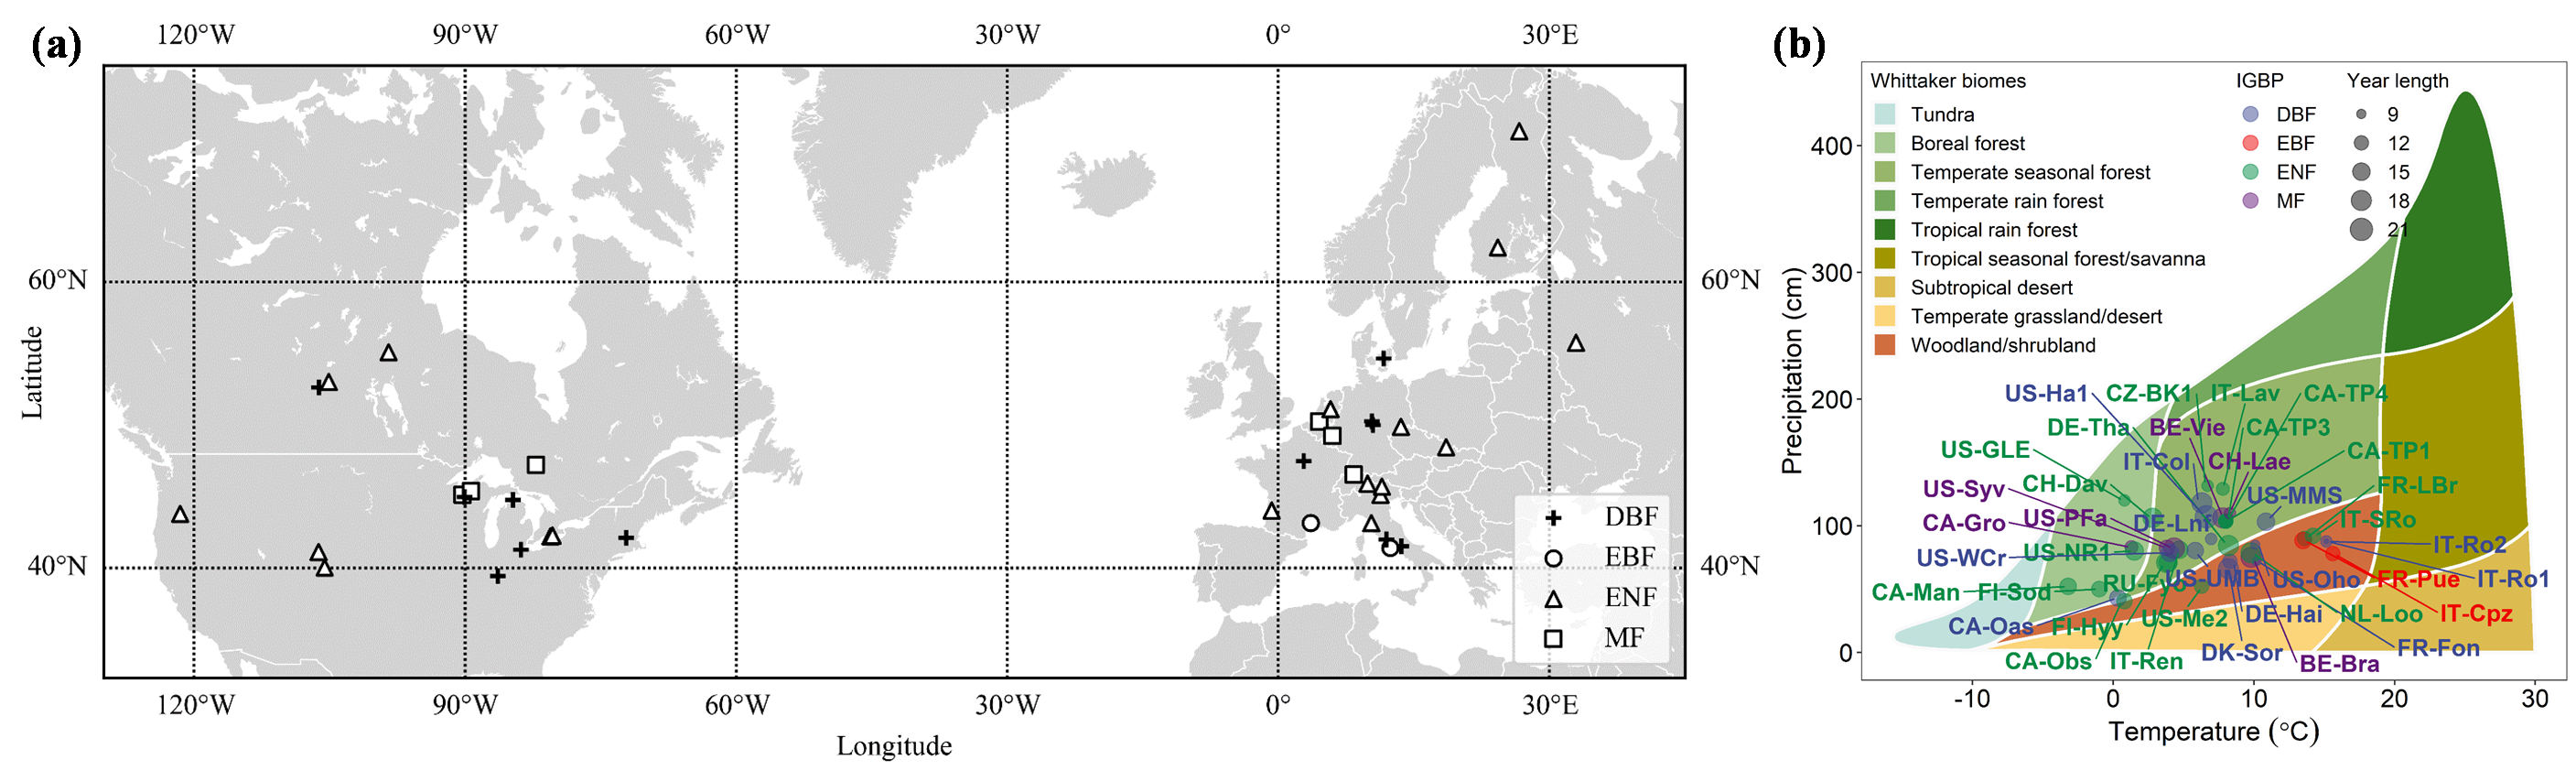 (a)
120°W 90°W 60°W 30°W 0° 30°E
60°N 60°N
40°N 40°N
Latitude
DBF
EBF
ENF
MF
120°W 90°W 60°W 30°W 0° 30°E
Longitude
(b)
Whittaker biomes
Tundra
Boreal forest
Temperate seasonal forest
Temperate rain forest
Tropical rain forest
Tropical seasonal forest/savanna
Subtropical desert
Temperate grassland/desert
Woodland/shrubland
IGBP
DBF
EBF
ENF
MF
Year length
9
12
15
18
21
Precipitation (cm)
400
300
200
100
0
US-Ha1 CZ-BK1 IT-Lav CA-TP4
DE-Tha BE-Vie CA-TP3
US-GLE IT-Col CH-Lae CA-TP1
US-Syv CH-Dav US-MMS FR-LBr
CA-Gro US-PFa DE-Lnf IT-SRo
US-WCr US-NR1 IT-Ro2
CA-Man FI-Sod RU-Fyo US-UMB US-Oho FR-Pue IT-Ro1
CA-Oas FI-Hyy US-Me2 DE-Hai NL-Loo IT-Cpz
CA-Obs IT-Ren DK-Sor BE-Bra FR-Fon
-10 0 10 20 30
Temperature (°C)